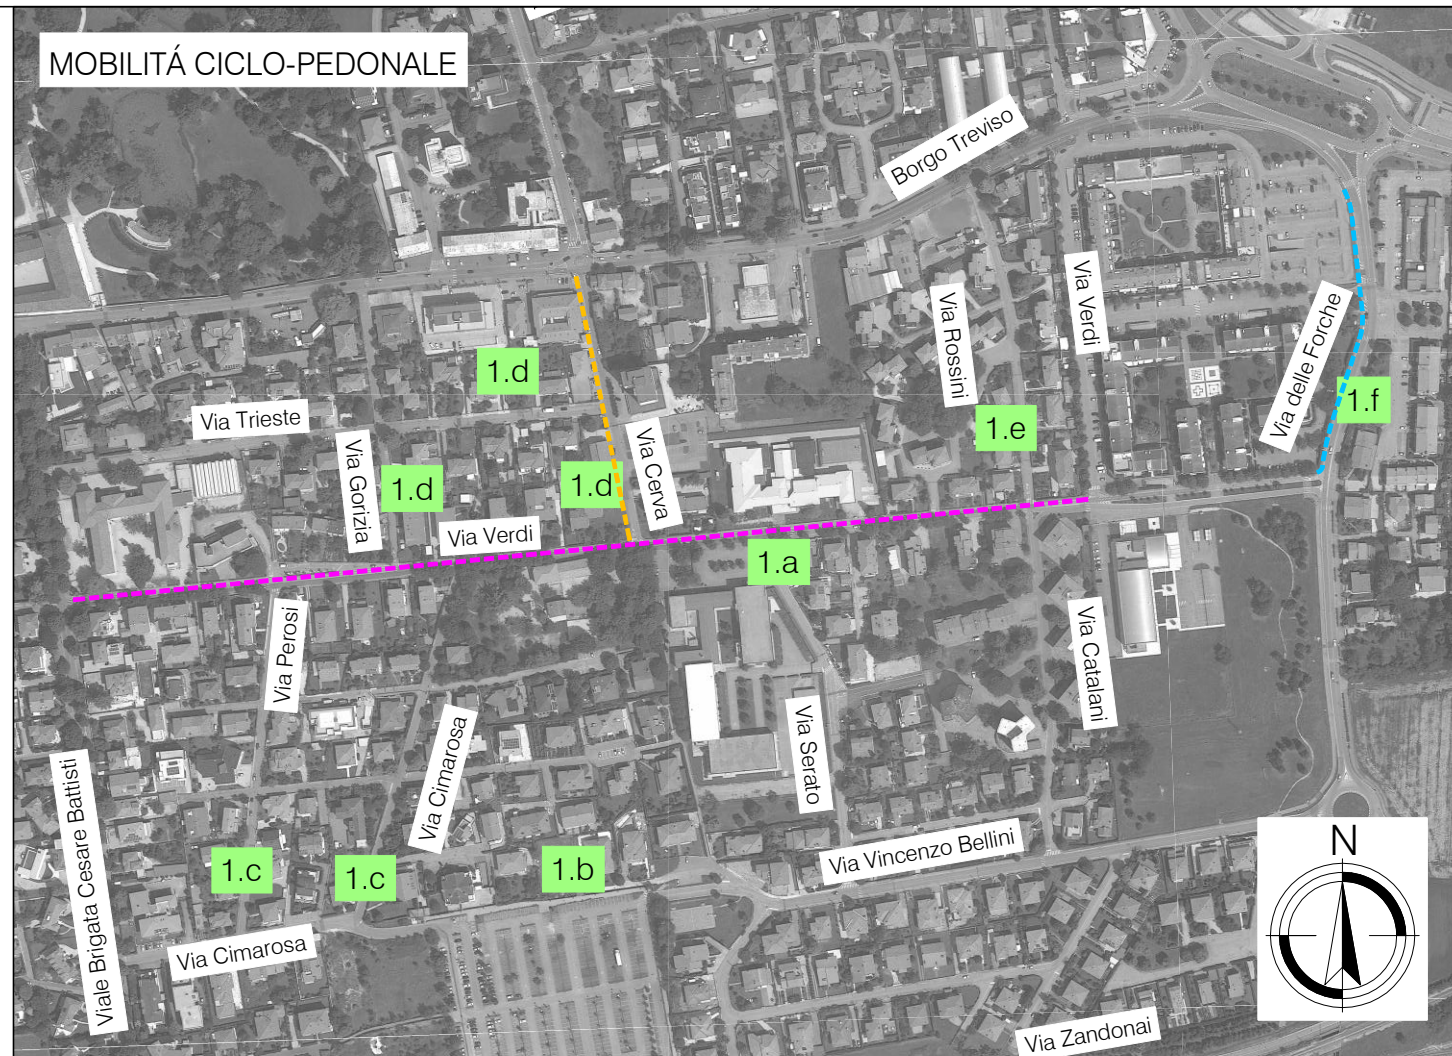 MOBILITÁ CICLO-PEDONALE
Borgo Treviso
Via Verdi
Via Rossini
Via delle Forche
1.d
1.f
Via Trieste
1.e
Via Cerva
Via Gorizia
1.d
1.d
Via Verdi
1.a
Via Perosi
Via Catalani
Via Cimarosa
Via Serato
Viale Brigata Cesare Battisti
N
Via Vincenzo Bellini
1.c
1.c
1.b
Via Cimarosa
Via Zandonai